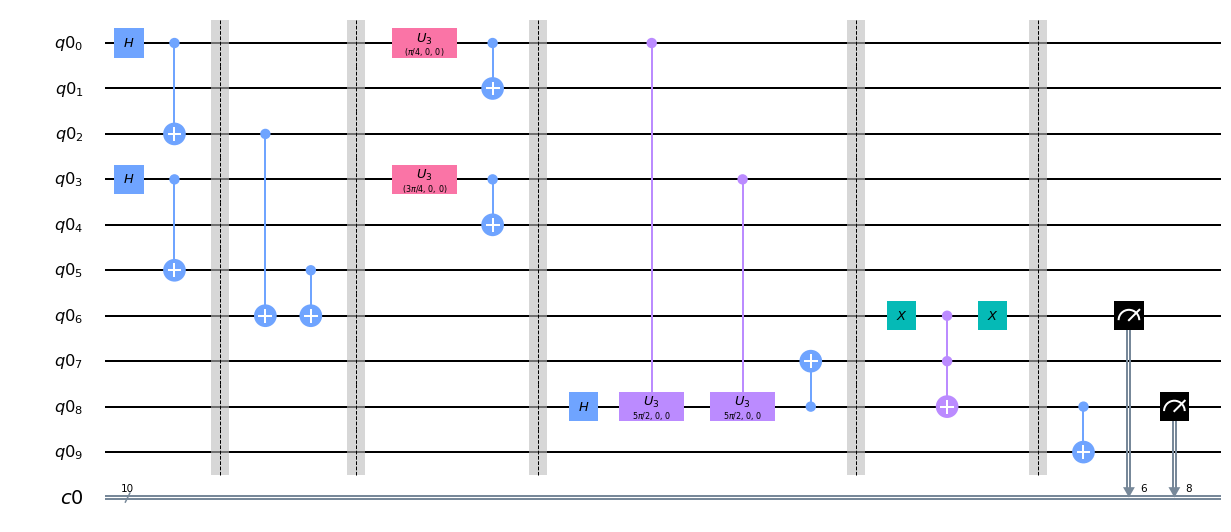 q0₀ H U₃ (π/4, 0, 0)
q0₁
q0₂
q0₃ H U₃ (3π/4, 0, 0)
q0₄
q0₅
q0₆ X X
q0₇
q0₈ H U₃ 5π/2, 0, 0 U₃ 5π/2, 0, 0
q0₉
c0 10 6 8